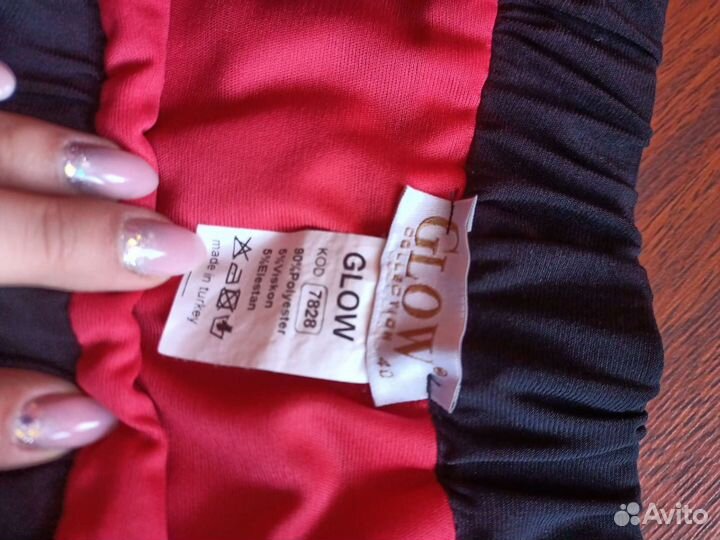 GLOW®
COLLECTION 40
GLOW
KOD 7828
90%Polyester
5%Viskon
5%Elestan
made in turkey
Avito